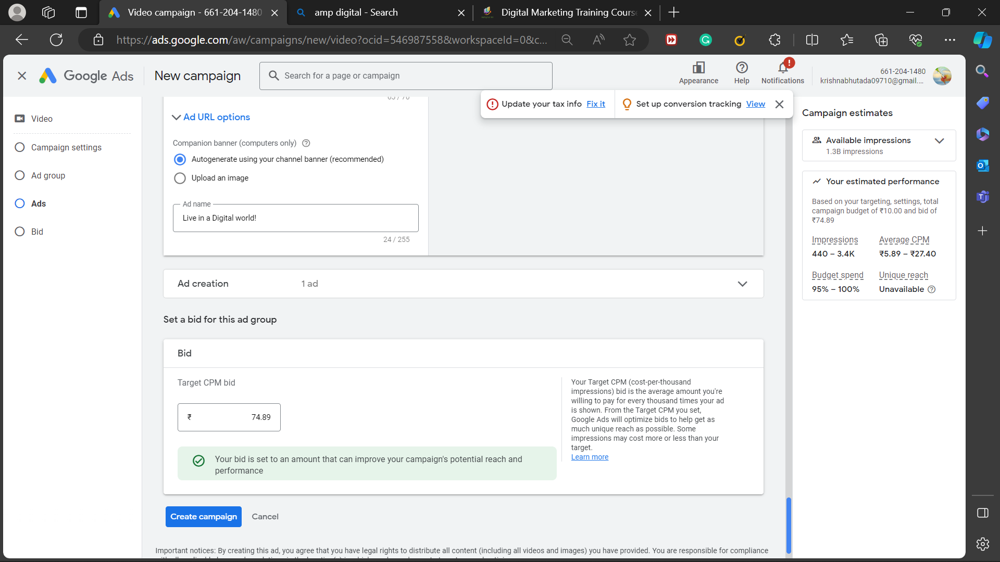 Video campaign - 661-204-1480
amp digital - Search
Digital Marketing Training Course
https://ads.google.com/aw/campaigns/new/video?ocid=546987558&workspaceId=0&c...
Google Ads
New campaign
Search for a page or campaign
Appearance
Help
Notifications
661-204-1480
krishnabhutada09710@gmail....
Update your tax info Fix it
Set up conversion tracking View
Video
Campaign settings
Ad group
Ads
Bid
Ad URL options
Companion banner (computers only)
Autogenerate using your channel banner (recommended)
Upload an image
Ad name
Live in a Digital world!
24 / 255
Ad creation
1 ad
Set a bid for this ad group
Bid
Target CPM bid
₹ 74.89
Your bid is set to an amount that can improve your campaign's potential reach and
performance
Your Target CPM (cost-per-thousand
impressions) bid is the average amount you're
willing to pay for every thousand times your ad
is shown. From the Target CPM you set,
Google Ads will optimize bids to help get as
much unique reach as possible. Some
impressions may cost more or less than your
target.
Learn more
Create campaign
Cancel
Important notices: By creating this ad, you agree that you have legal rights to distribute all content (including all videos and images) you have provided. You are responsible for compliance
Campaign estimates
Available impressions
1.3B impressions
Your estimated performance
Based on your targeting, settings, total
campaign budget of ₹10.00 and bid of
₹74.89
Impressions
440 – 3.4K
Average CPM
₹5.89 – ₹27.40
Budget spend
95% – 100%
Unique reach
Unavailable